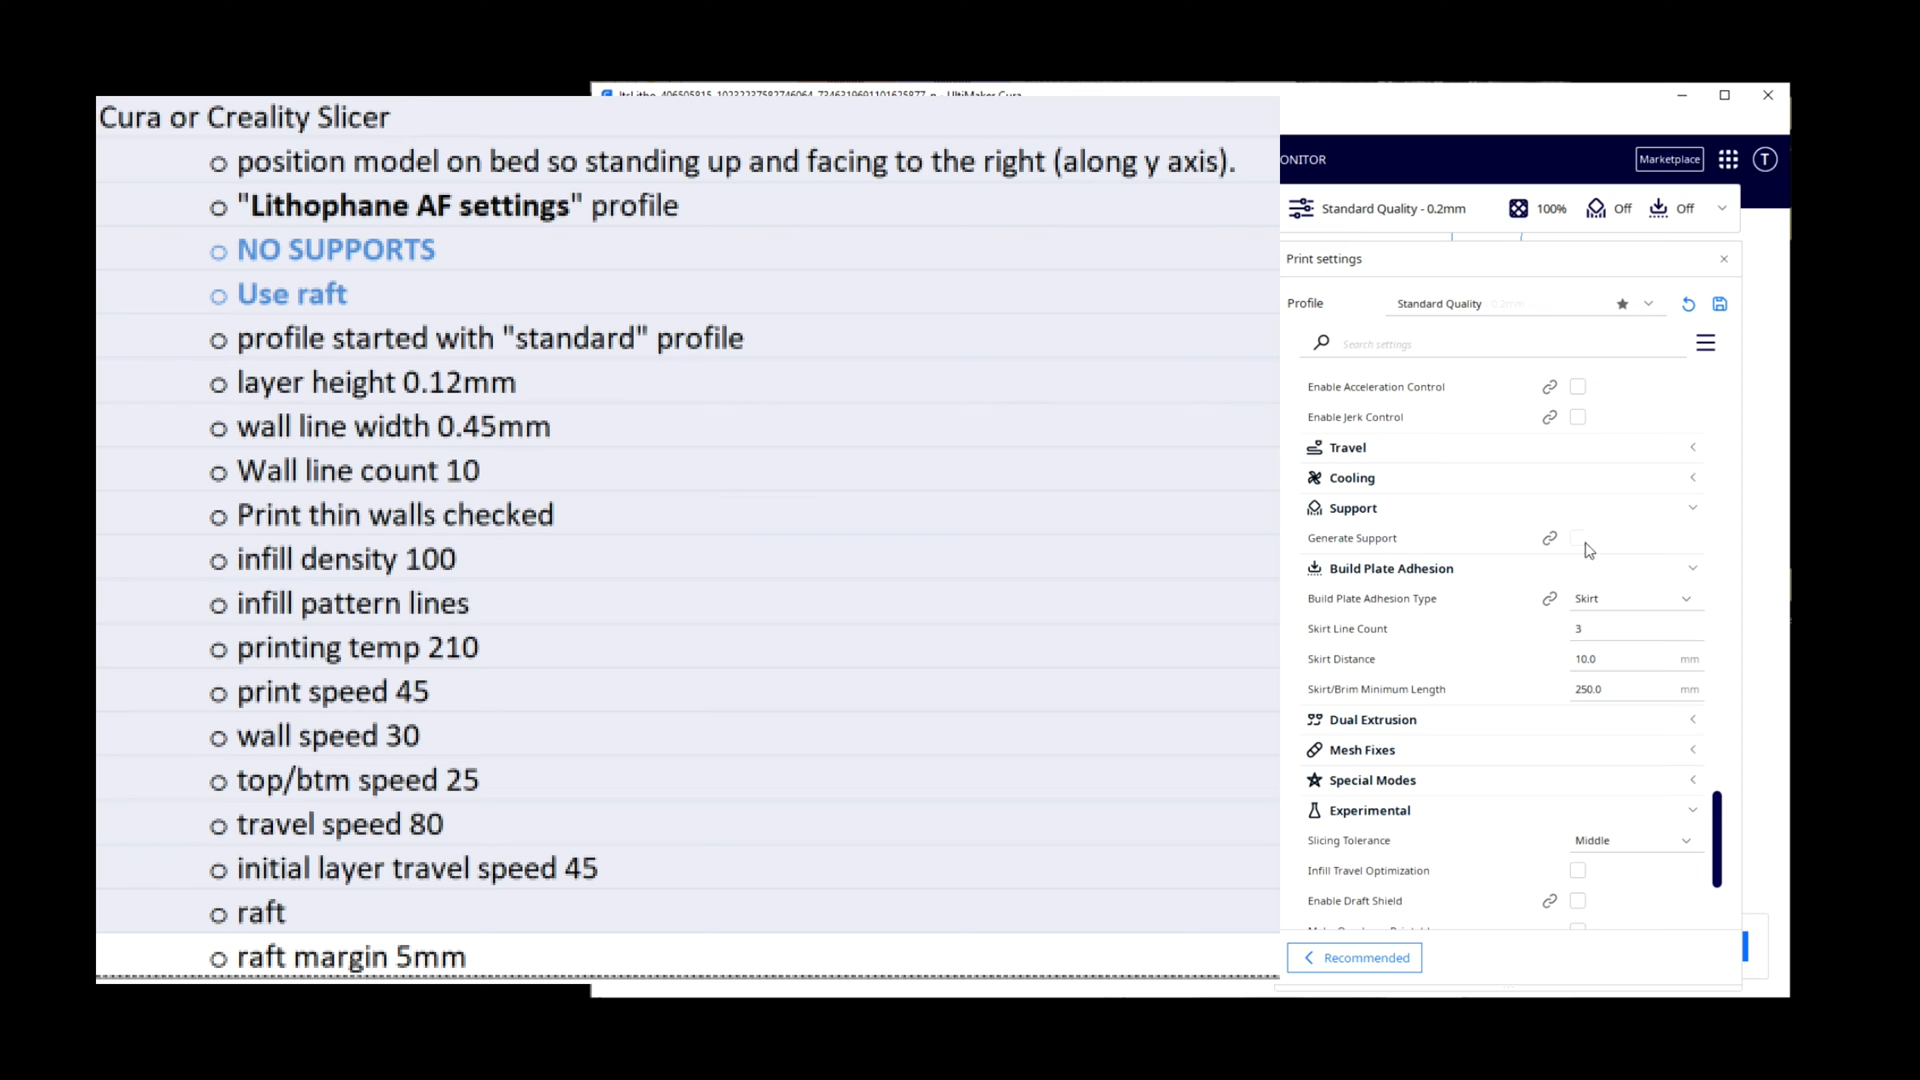 Cura or Creality Slicer
○ position model on bed so standing up and facing to the right (along y axis).
○ "Lithophane AF settings" profile
○ NO SUPPORTS
○ Use raft
○ profile started with "standard" profile
○ layer height 0.12mm
○ wall line width 0.45mm
○ Wall line count 10
○ Print thin walls checked
○ infill density 100
○ infill pattern lines
○ printing temp 210
○ print speed 45
○ wall speed 30
○ top/btm speed 25
○ travel speed 80
○ initial layer travel speed 45
○ raft
○ raft margin 5mm
UltiMaker Cura
ONITOR
Marketplace
T
Standard Quality - 0.2mm 100% Off Off
Print settings
Profile Standard Quality 0.2mm
Search settings
Enable Acceleration Control
Enable Jerk Control
Travel
Cooling
Support
Generate Support
Build Plate Adhesion
Build Plate Adhesion Type Skirt
Skirt Line Count 3
Skirt Distance 10.0 mm
Skirt/Brim Minimum Length 250.0 mm
Dual Extrusion
Mesh Fixes
Special Modes
Experimental
Slicing Tolerance Middle
Infill Travel Optimization
Enable Draft Shield
Recommended